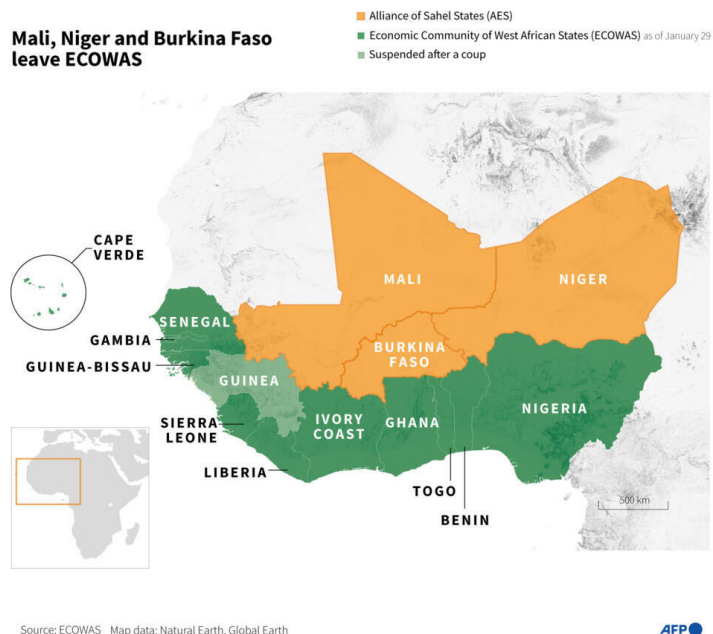 Mali, Niger and Burkina Faso
leave ECOWAS
Alliance of Sahel States (AES)
Economic Community of West African States (ECOWAS) as of January 29
Suspended after a coup
CAPE
VERDE
MALI
NIGER
SENEGAL
GAMBIA
BURKINA
FASO
GUINEA-BISSAU
GUINEA
NIGERIA
IVORY
COAST
GHANA
SIERRA
LEONE
LIBERIA
TOGO
500 km
BENIN
Source: ECOWAS Map data: Natural Earth, Global Earth
AFP